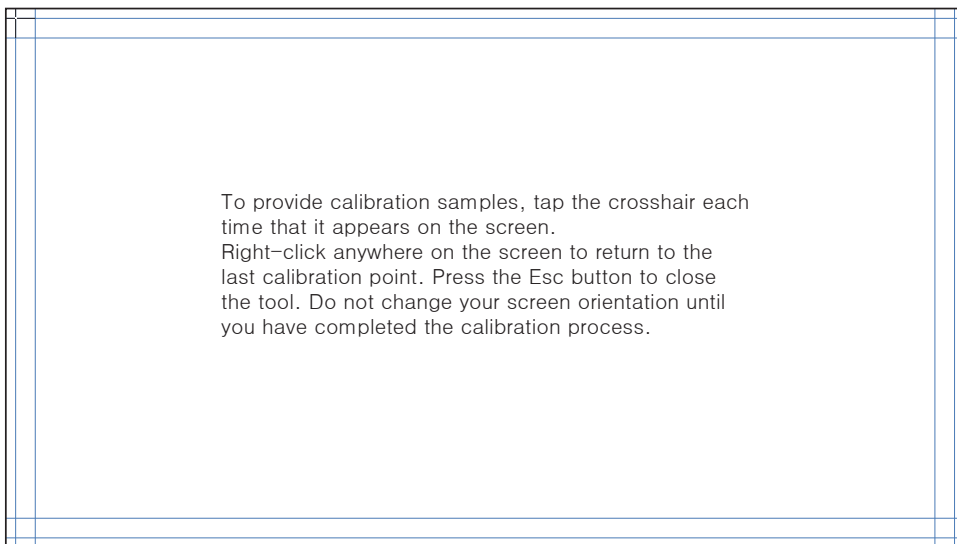 To provide calibration samples, tap the crosshair each
time that it appears on the screen.
Right-click anywhere on the screen to return to the
last calibration point. Press the Esc button to close
the tool. Do not change your screen orientation until
you have completed the calibration process.